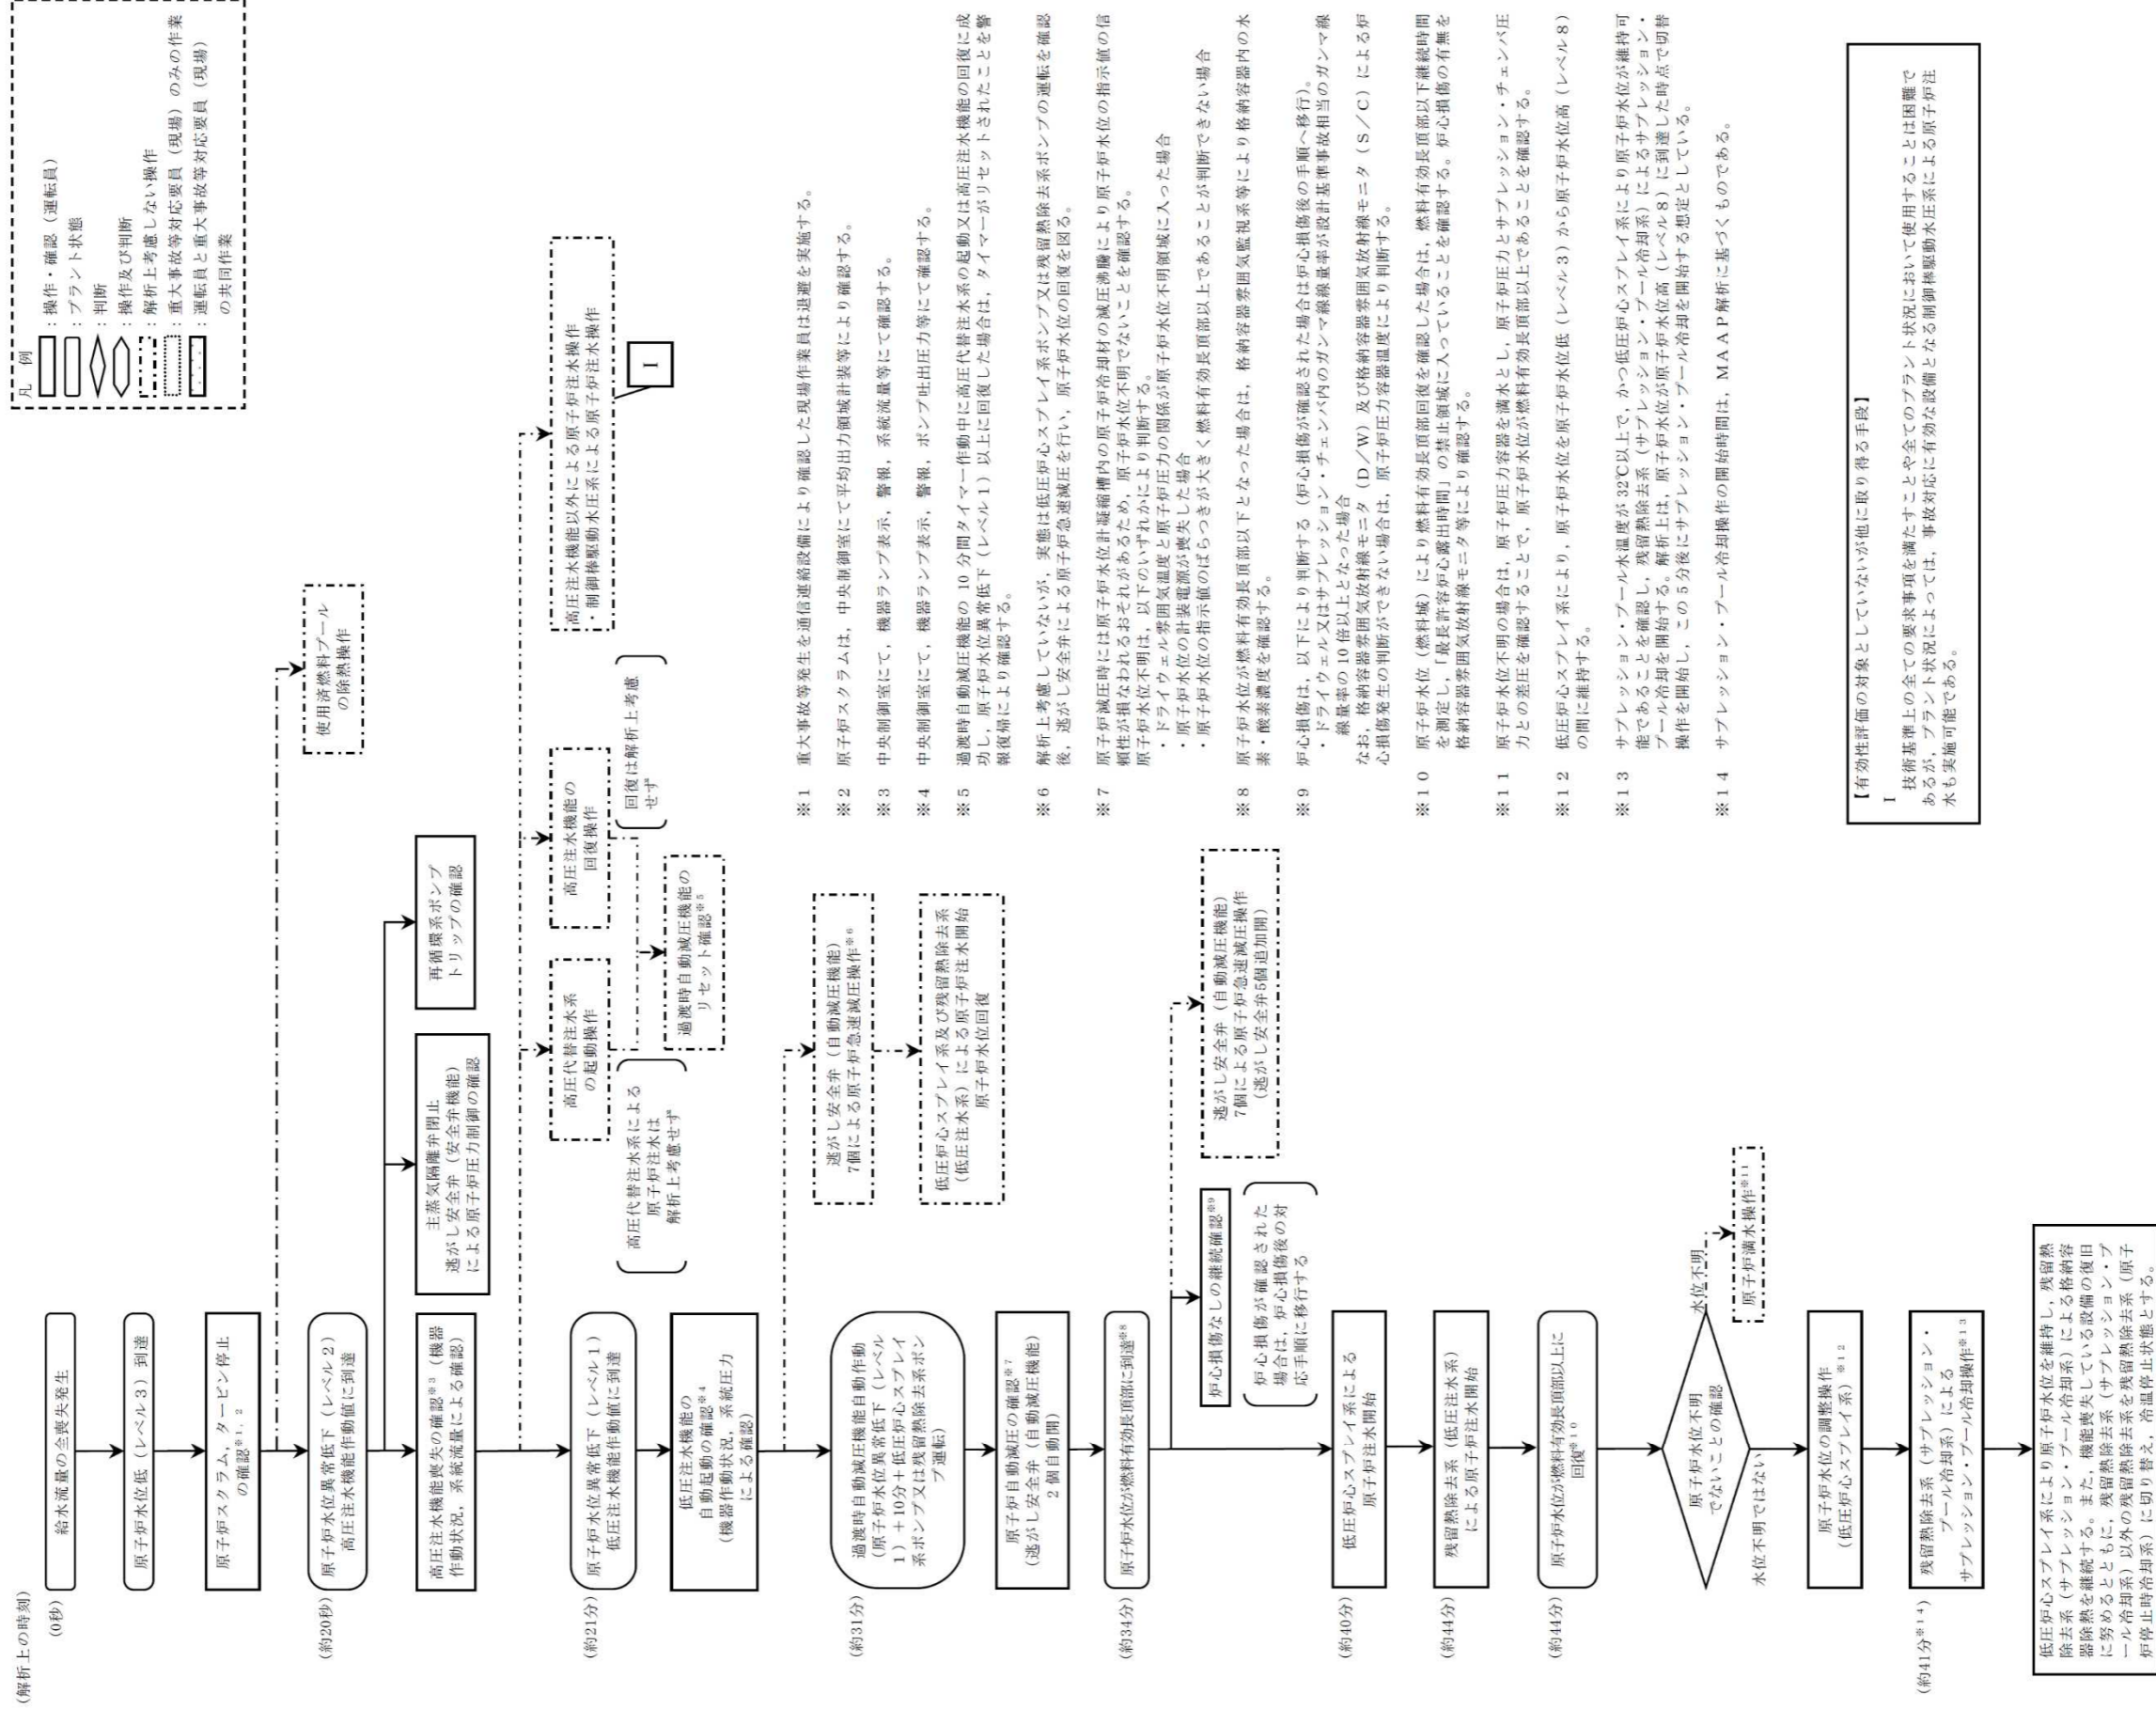 (解析上の時刻)
(0秒)
給水流量の全喪失発生
原子炉水位低（レベル３）到達
原子炉スクラム，タービン停止
の確認※１，２
(約20秒)
原子炉水位異常低下（レベル２）
高圧注水機能作動値に到達
主蒸気隔離弁閉止
逃がし安全弁（安全弁機能）
による原子炉圧力制御の確認
再循環系ポンプ
トリップの確認
使用済燃料プール
の除熱操作
高圧注水機能喪失の確認※３（機器
作動状況，系統流量による確認）
高圧代替注水系
の起動操作
高圧代替注水系による
原子炉注水は
解析上考慮せず
高圧注水機能の
回復操作
回復は解析上考慮
せず
過渡時自動減圧機能の
リセット確認※５
高圧注水機能以外による原子炉注水操作
・制御棒駆動水圧系による原子炉注水操作
Ⅰ
(約21分)
原子炉水位異常低下（レベル１）
低圧注水機能作動値に到達
低圧注水機能の
自動起動の確認※４
(機器作動状況，系統圧力
による確認)
逃がし安全弁（自動減圧機能）
7個による原子炉急速減圧操作※６
低圧炉心スプレイ系及び残留熱除去系
(低圧注水系）による原子炉注水開始
原子炉水位回復
(約31分)
過渡時自動減圧機能自動作動
(原子炉水位異常低下（レベル
１）＋10分＋低圧炉心スプレイ
系ポンプ又は残留熱除去系ポン
プ運転)
原子炉自動減圧の確認※７
(逃がし安全弁（自動減圧機能）
２個自動開)
(約34分)
原子炉水位が燃料有効長頂部に到達※８
炉心損傷なしの継続確認※９
炉心損傷が確認された
場合は，炉心損傷後の対
応手順に移行する
逃がし安全弁（自動減圧機能）
7個による原子炉急速減圧操作
(逃がし安全弁5個追加開)
(約40分)
低圧炉心スプレイ系による
原子炉注水開始
(約44分)
残留熱除去系（低圧注水系）
による原子炉注水開始
(約44分)
原子炉水位が燃料有効長頂部以上に
回復※１０
原子炉水位不明
でないことの確認
水位不明
原子炉満水操作※１１
水位不明ではない
原子炉水位の調整操作
(低圧炉心スプレイ系）※１２
(約41分※１４)
残留熱除去系（サプレッション・
プール冷却系）による
サプレッション・プール冷却操作※１３
低圧炉心スプレイ系により原子炉水位を維持し，残留熱
除去系（サプレッション・プール冷却系）による格納容
器除熱を継続する。また，機能喪失している設備の復旧
に努めるとともに，残留熱除去系（サプレッション・プ
ール冷却系）以外の残留熱除去系を残留熱除去系（原子
炉停止時冷却系）に切り替え，冷温停止状態とする。
凡　例
：操作・確認（運転員）
：プラント状態
：判断
：操作及び判断
：解析上考慮しない操作
：重大事故等対応要員（現場）のみの作業
：運転員と重大事故等対応要員（現場）
の共同作業
※１　重大事故等発生を通信連絡設備により確認した現場作業員は退避を実施する。
※２　原子炉スクラムは，中央制御室にて平均出力領域計装等により確認する。
※３　中央制御室にて，機器ランプ表示，警報，系統流量等にて確認する。
※４　中央制御室にて，機器ランプ表示，警報，ポンプ吐出圧力等にて確認する。
※５　過渡時自動減圧機能の 10 分間タイマー作動中に高圧代替注水系の起動又は高圧注水機能の回復に成
功し，原子炉水位異常低下（レベル１）以上に回復した場合は，タイマーがリセットされたことを警
報復帰により確認する。
※６　解析上考慮していないが，実態は低圧炉心スプレイ系ポンプ又は残留熱除去系ポンプの運転を確認
後，逃がし安全弁による原子炉急速減圧を行い，原子炉水位の回復を図る。
※７　原子炉減圧時には原子炉水位計凝縮槽内の原子炉冷却材の減圧沸騰により原子炉水位の指示値の信
頼性が損なわれるおそれがあるため，原子炉水位不明でないことを確認する。
原子炉水位不明は，以下のいずれかにより判断する。
・ドライウェル雰囲気温度と原子炉圧力の関係が原子炉水位不明領域に入った場合
・原子炉水位の計装電源が喪失した場合
・原子炉水位の指示値のばらつきが大きく燃料有効長頂部以上であることが判断できない場合
※８　原子炉水位が燃料有効長頂部以下となった場合は，格納容器雰囲気監視系等により格納容器内の水
素・酸素濃度を確認する。
※９　炉心損傷は，以下により判断する（炉心損傷が確認された場合は炉心損傷後の手順へ移行）。
・ドライウェル又はサプレッション・チェンバ内のガンマ線線量率が設計基準事故相当のガンマ線
線量率の 10 倍以上となった場合
なお，格納容器雰囲気放射線モニタ（Ｄ／Ｗ）及び格納容器雰囲気放射線モニタ（Ｓ／Ｃ）による炉
心損傷発生の判断ができない場合は，原子炉圧力容器温度により判断する。
※１０　原子炉水位（燃料域）により燃料有効長頂部回復を確認した場合は，燃料有効長頂部以下継続時間
を測定し，「最長許容炉心露出時間」の禁止領域に入っていることを確認する。炉心損傷の有無を
格納容器雰囲気放射線モニタ等により確認する。
※１１　原子炉水位不明の場合は，原子炉圧力容器を満水とし，原子炉圧力とサプレッション・チェンバ圧
力との差圧を確認することで，原子炉水位が燃料有効長頂部以上であることを確認する。
※１２　低圧炉心スプレイ系により，原子炉水位を原子炉水位低（レベル３）から原子炉水位高（レベル８）
の間に維持する。
※１３　サプレッション・プール水温度が 32℃以上で，かつ低圧炉心スプレイ系により原子炉水位が維持可
能であることを確認し，残留熱除去系（サプレッション・プール冷却系）によるサプレッション・
プール冷却を開始する。解析上は，原子炉水位が原子炉水位高（レベル８）に到達した時点で切替
操作を開始し，この５分後にサプレッション・プール冷却を開始する想定としている。
※１４　サプレッション・プール冷却操作の開始時間は，ＭＡＡＰ解析に基づくものである。
【有効性評価の対象としていないが他に取り得る手段】
Ⅰ
技術基準上の全ての要求事項を満たすことや全てのプラント状況において使用することは困難で
あるが，プラント状況によっては，事故対応に有効な設備となる制御棒駆動水圧系による原子炉注
水も実施可能である。